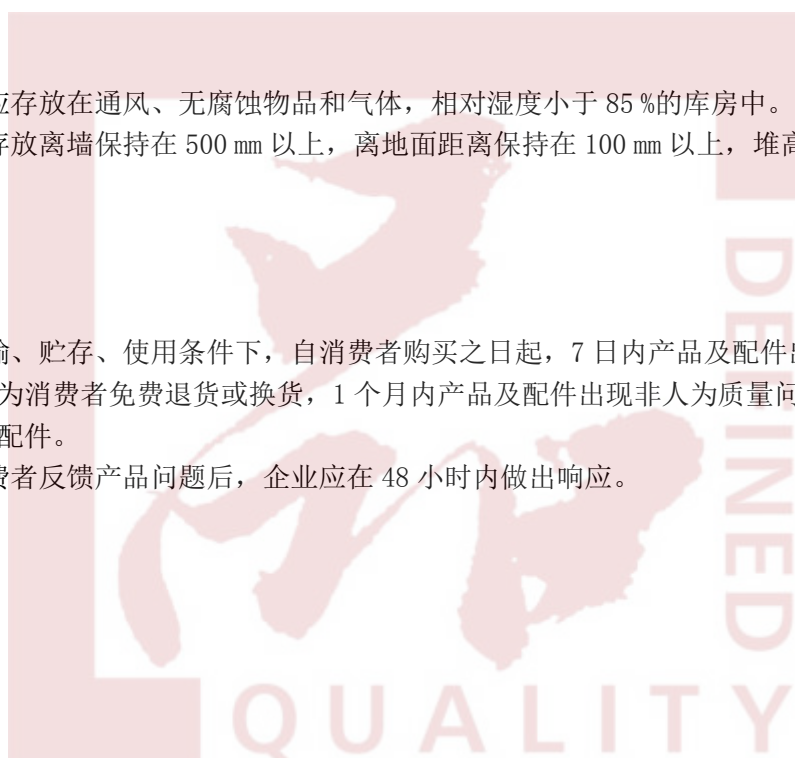 应存放在通风、无腐蚀物品和气体，相对湿度小于 85%的库房中。
存放离墙保持在 500 mm 以上，离地面距离保持在 100 mm 以上，堆高
输、贮存、使用条件下，自消费者购买之日起，7 日内产品及配件出
为消费者免费退货或换货，1 个月内产品及配件出现非人为质量问
配件。
费者反馈产品问题后，企业应在 48 小时内做出响应。
DEFINED
QUALITY